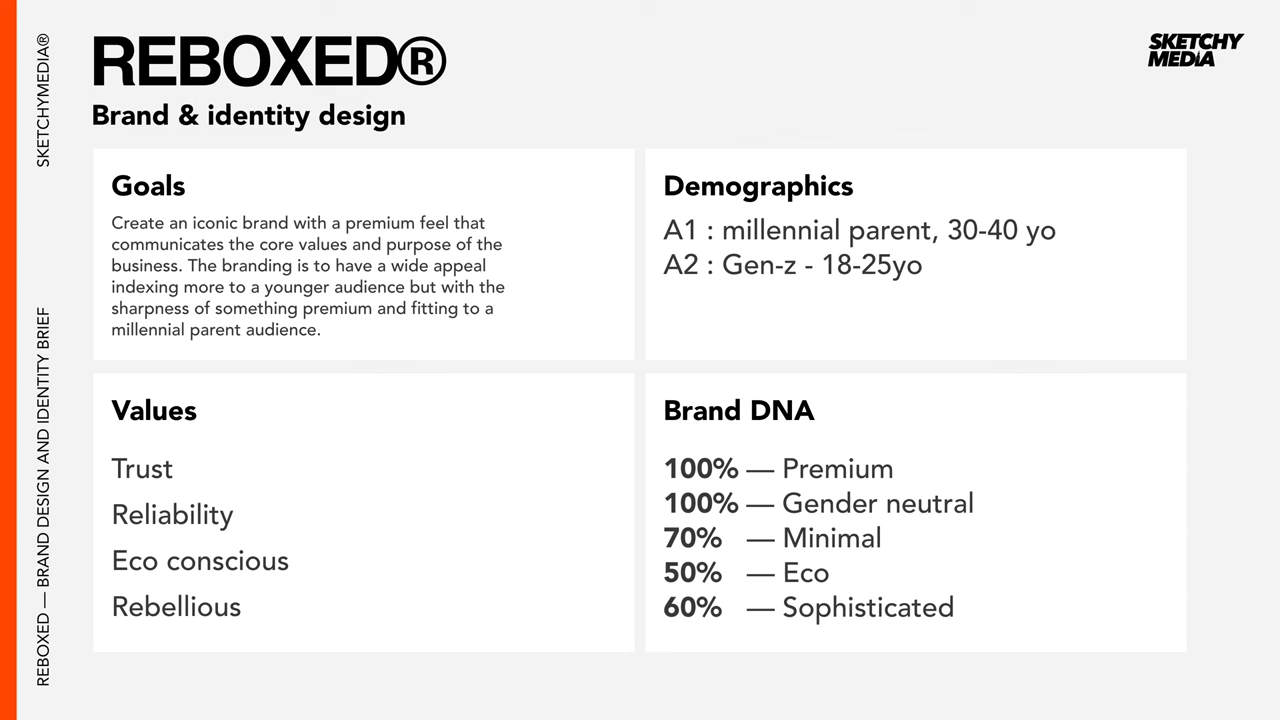 SKETCHYMEDIA®
REBOXED — BRAND DESIGN AND IDENTITY BRIEF
REBOXED®
Brand & identity design
SKETCHY
MEDIA
Goals
Create an iconic brand with a premium feel that
communicates the core values and purpose of the
business. The branding is to have a wide appeal
indexing more to a younger audience but with the
sharpness of something premium and fitting to a
millennial parent audience.
Demographics
A1 : millennial parent, 30-40 yo
A2 : Gen-z - 18-25yo
Values
Trust
Reliability
Eco conscious
Rebellious
Brand DNA
100% — Premium
100% — Gender neutral
70% — Minimal
50% — Eco
60% — Sophisticated